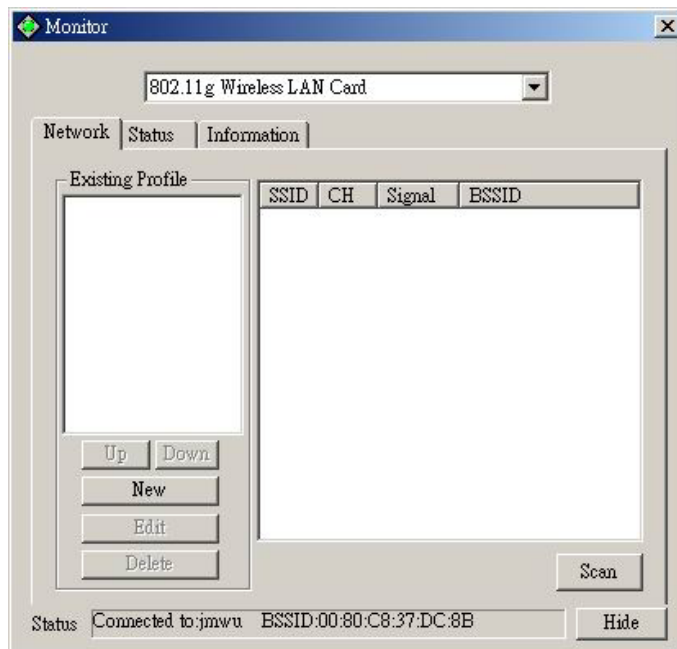 Monitor
802.11g Wireless LAN Card
Network Status Information
Existing Profile
SSID CH Signal BSSID
Up Down
New
Edit
Delete
Scan
Status Connected to:jmwu BSSID:00:80:C8:37:DC:8B
Hide